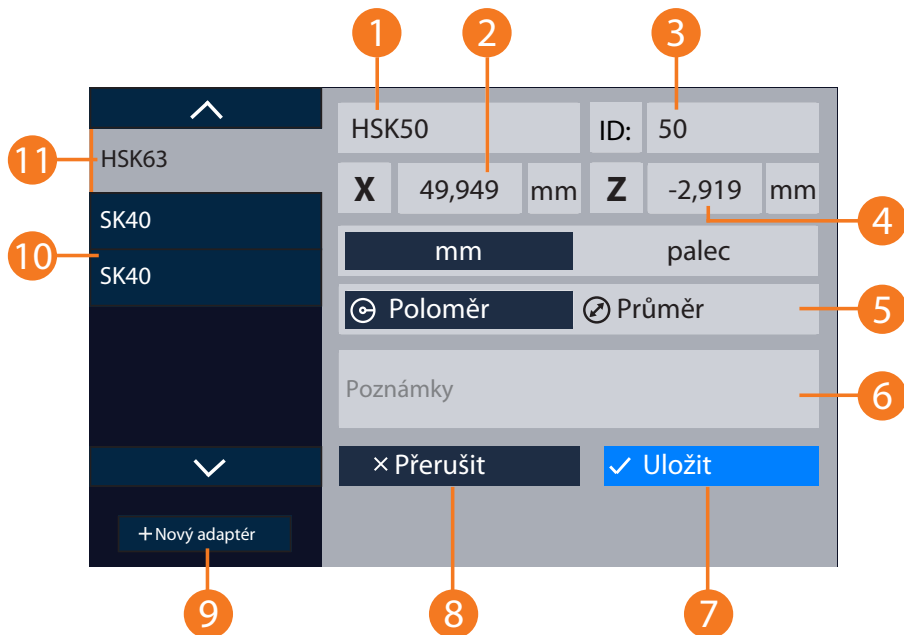 1 2 3
HSK50 ID: 50
11 HSK63
X 49,949 mm Z -2,919 mm
SK40
4
10
mm palec
SK40
Poloměr Průměr 5
Poznámky 6
Přerušit Uložit
+ Nový adaptér
9 8 7